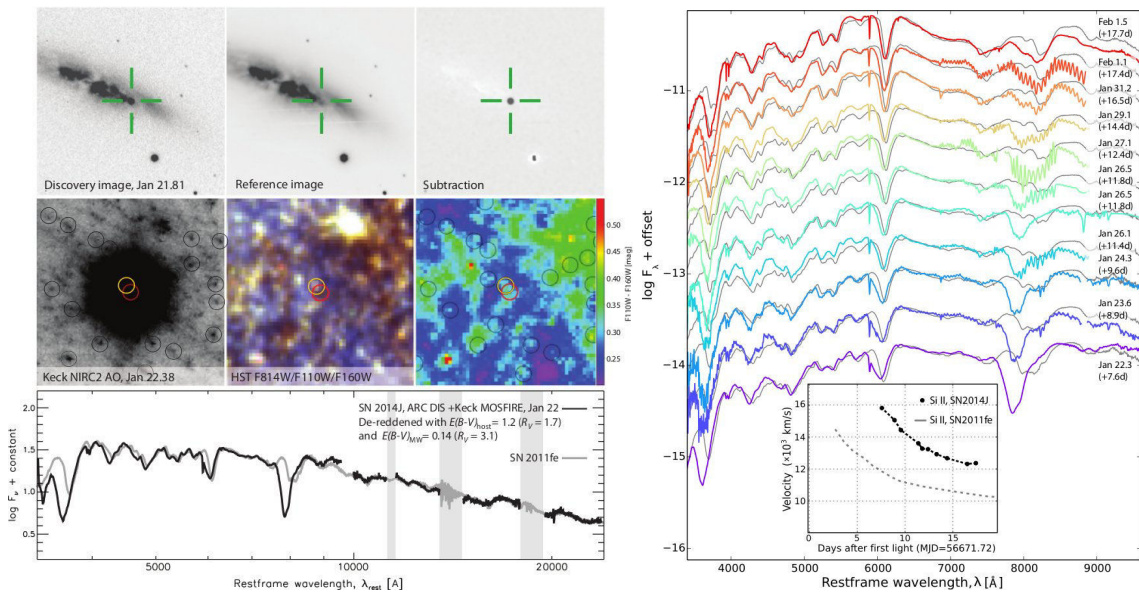 Discovery image, Jan 21.81
Reference image
Subtraction
Keck NIRC2 AO, Jan 22.38
HST F814W/F110W/F160W
0.50
0.45
0.40
0.35
0.30
0.25
F110W - F160W [mag]
SN 2014J, ARC DIS +Keck MOSFIRE, Jan 22
De-reddened with E(B-V)host= 1.2 (RV = 1.7)
and E(B-V)MW= 0.14 (RV = 3.1)
SN 2011fe
log Fν + constant
2.0
1.5
1.0
0.5
5000
10000
20000
Restframe wavelength, λrest [A]
log Fλ + offset
−11
−12
−13
−14
−15
−16
Feb 1.5
(+17.7d)
Feb 1.1
(+17.4d)
Jan 31.2
(+16.5d)
Jan 29.1
(+14.4d)
Jan 27.1
(+12.4d)
Jan 26.5
(+11.8d)
Jan 26.5
(+11.8d)
Jan 26.1
(+11.4d)
Jan 24.3
(+9.6d)
Jan 23.6
(+8.9d)
Jan 22.3
(+7.6d)
Si II, SN2014J
Si II, SN2011fe
Velocity (×10³ km/s)
16
14
12
10
0
5
10
15
Days after first light (MJD=56671.72)
4000
5000
6000
7000
8000
9000
Restframe wavelength, λ [Å]